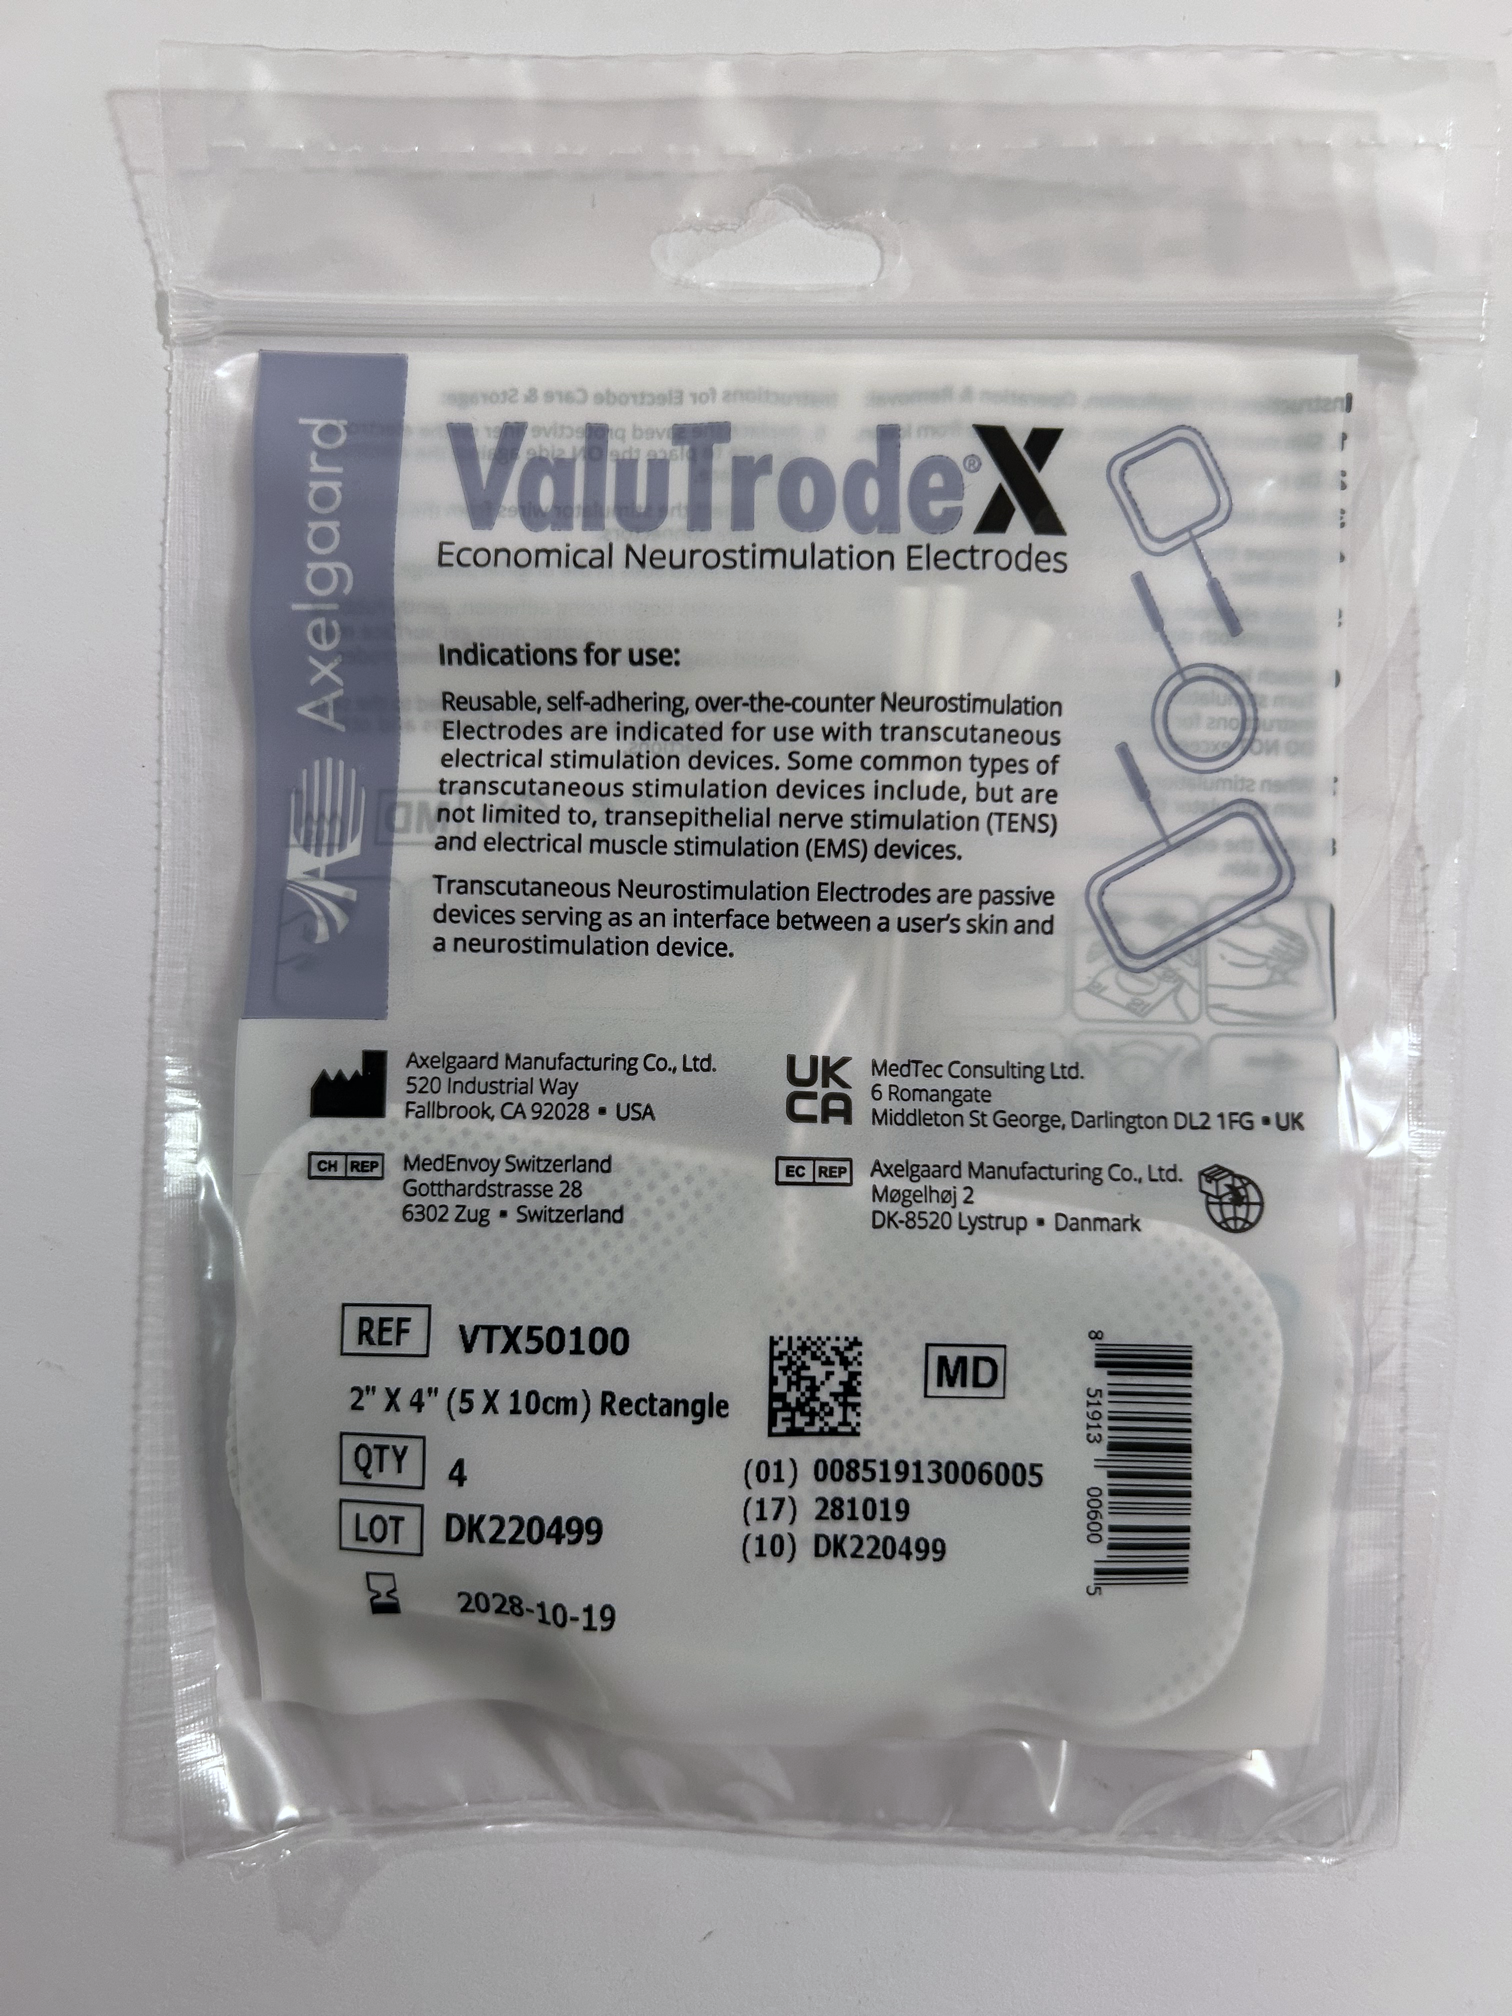 Axelgaard
ValuTrode®X
Economical Neurostimulation Electrodes
Indications for use:
Reusable, self-adhering, over-the-counter Neurostimulation
Electrodes are indicated for use with transcutaneous
electrical stimulation devices. Some common types of
transcutaneous stimulation devices include, but are
not limited to, transepithelial nerve stimulation (TENS)
and electrical muscle stimulation (EMS) devices.
Transcutaneous Neurostimulation Electrodes are passive
devices serving as an interface between a user's skin and
a neurostimulation device.
Axelgaard Manufacturing Co., Ltd.
520 Industrial Way
Fallbrook, CA 92028 ▪ USA
UK
CA
MedTec Consulting Ltd.
6 Romangate
Middleton St George, Darlington DL2 1FG ▪ UK
CH REP
MedEnvoy Switzerland
Gotthardstrasse 28
6302 Zug ▪ Switzerland
EC REP
Axelgaard Manufacturing Co., Ltd.
Møgelhøj 2
DK-8520 Lystrup ▪ Danmark
REF VTX50100
2" X 4" (5 X 10cm) Rectangle
QTY 4
LOT DK220499
2028-10-19
MD
(01) 00851913006005
(17) 281019
(10) DK220499
8 51913 00600 5